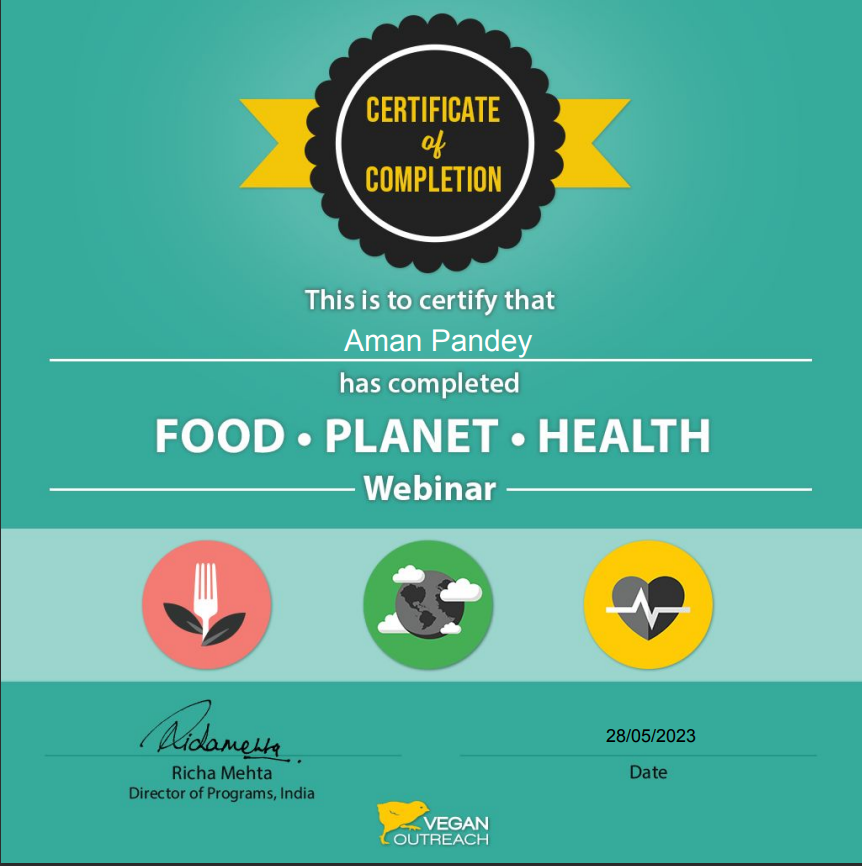 CERTIFICATE
of
COMPLETION
This is to certify that
Aman Pandey
has completed
FOOD • PLANET • HEALTH
Webinar
Richa Mehta
Director of Programs, India
28/05/2023
Date
VEGAN
OUTREACH